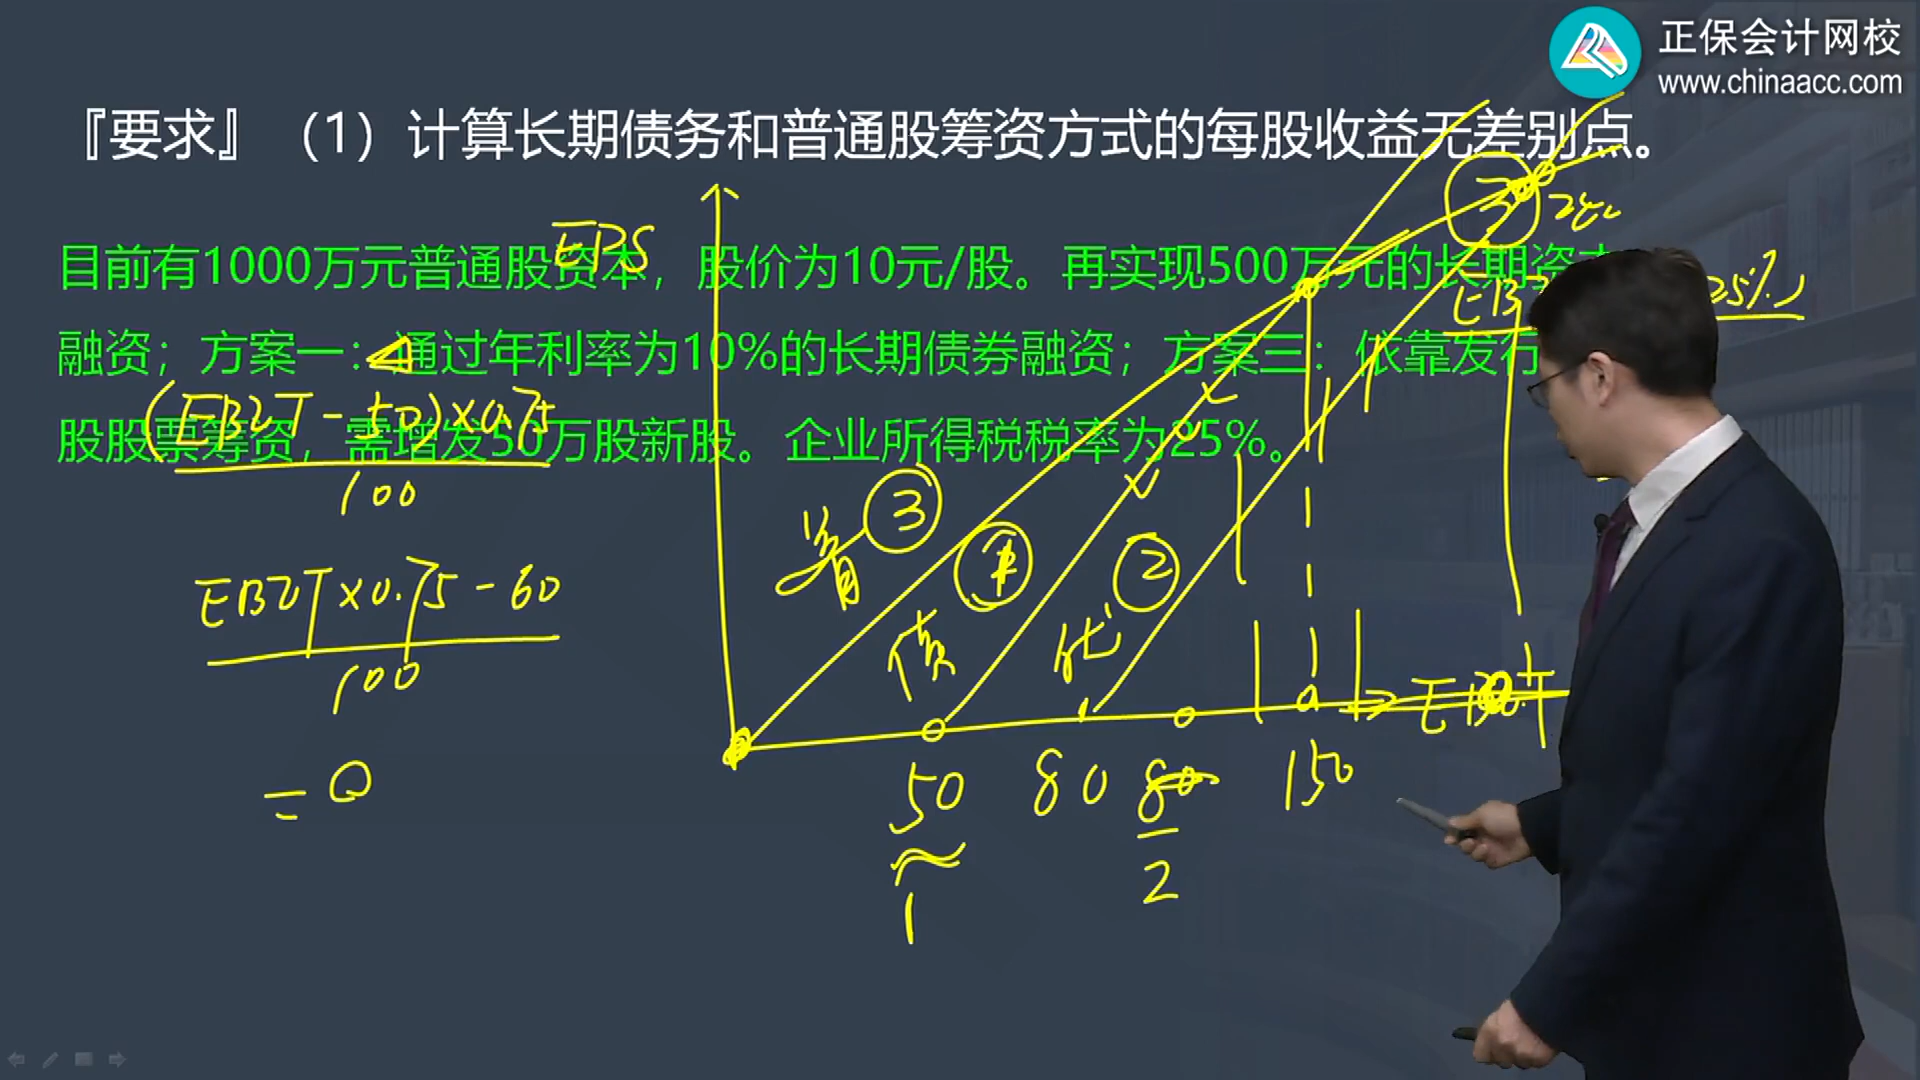 正保会计网校
www.chinaacc.com
『要求』（1）计算长期债务和普通股筹资方式的每股收益无差别点。
EPS
目前有1000万元普通股资本，股价为10元/股。再实现500万元的长期资本
融资；方案一：通过年利率为10%的长期债券融资；方案三：依靠发行
股股票筹资，需增发50万股新股。企业所得税税率为25%。
25%)
(EBIT-50)×0.75
100
EBIT×0.75-60
100
=0
普 ③
债 ①
优 ②
50 80 80 150
1 2
EBIT